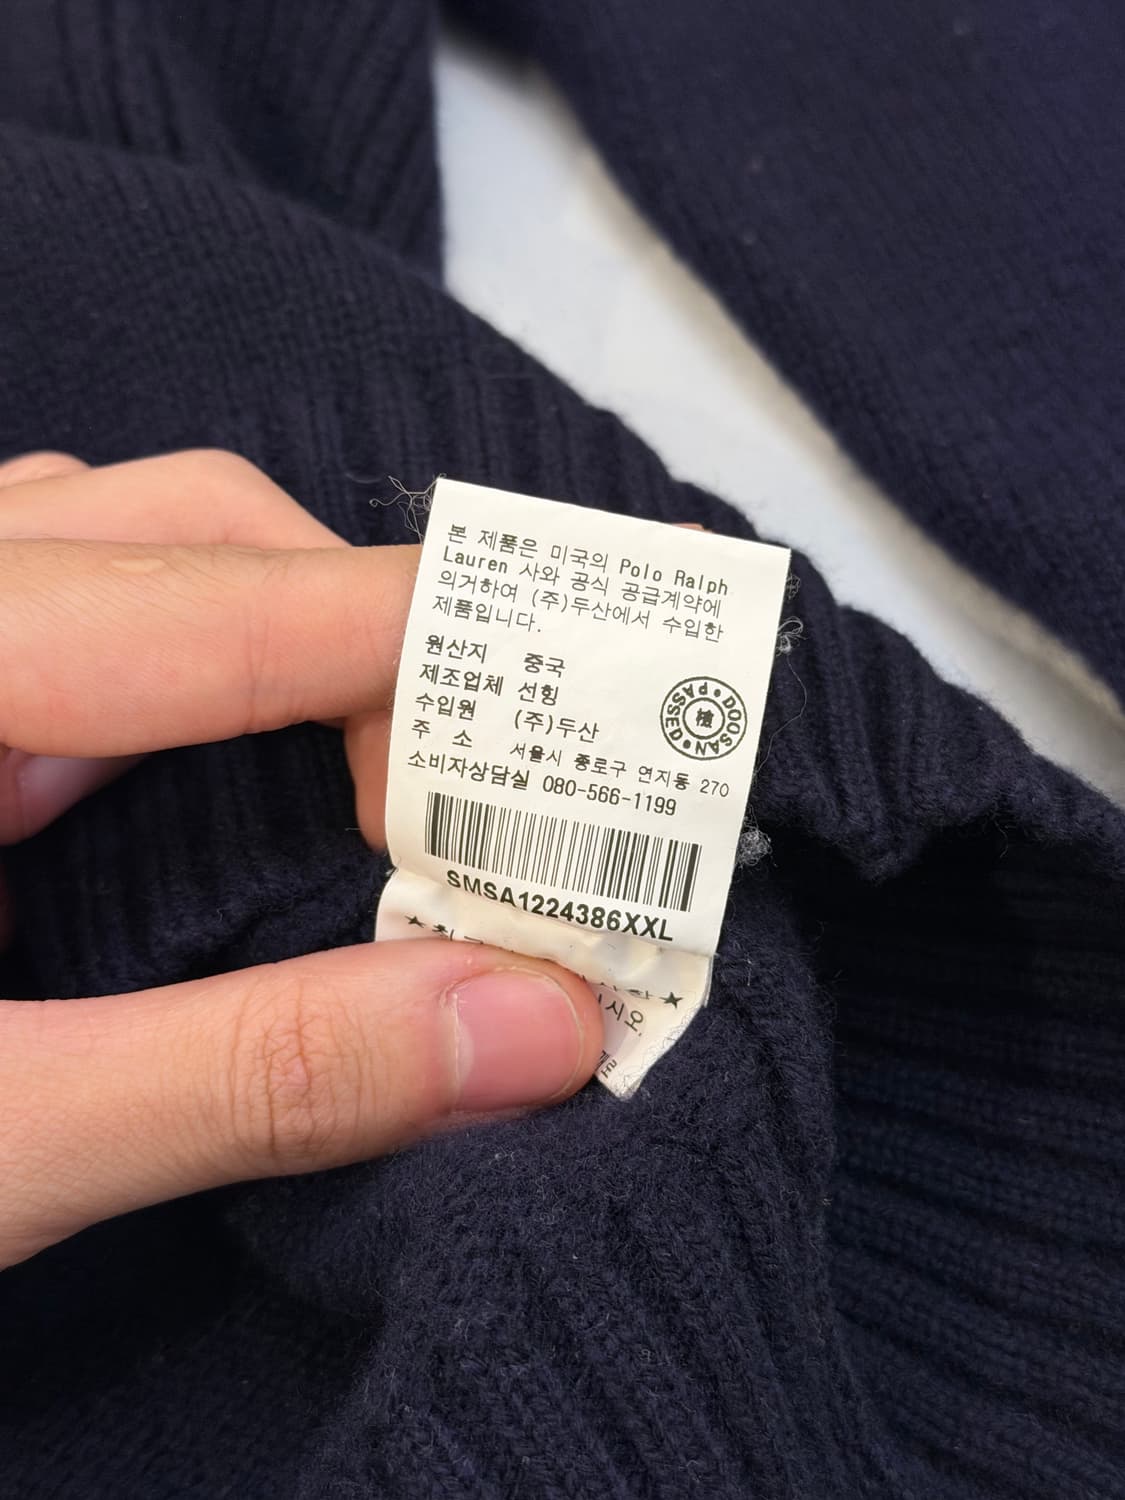 본 제품은 미국의 Polo Ralph
Lauren 사와 공식 공급계약에
의거하여 (주)두산에서 수입한
제품입니다.
원산지 중국
제조업체 선힝
수입원 (주)두산
주 소 서울시 종로구 연지동 270
소비자상담실 080-566-1199
DOOSAN PASSED
檢
SMSA1224386XXL
시오.